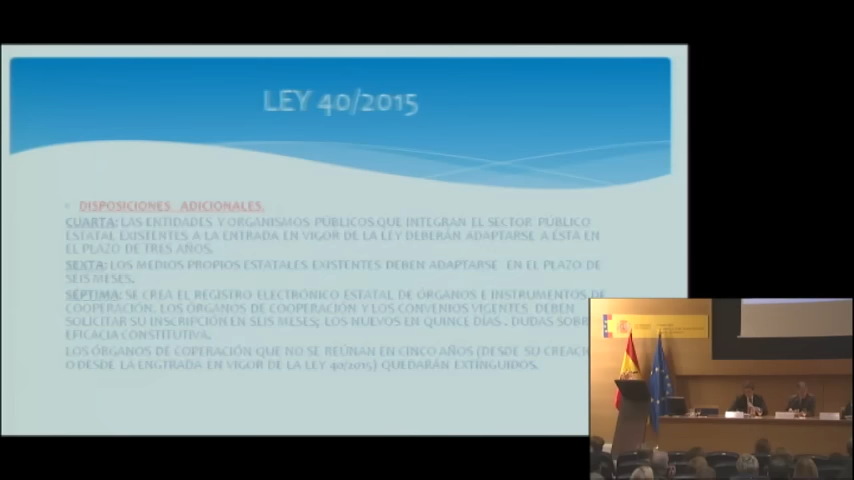 LEY 40/2015
DISPOSICIONES ADICIONALES.
CUARTA: LAS ENTIDADES Y ORGANISMOS PÚBLICOS QUE INTEGRAN EL SECTOR PUBLICO
ESTATAL EXISTENTES A LA ENTRADA EN VIGOR DE LA LEY DEBERÁN ADAPTARSE A ÉSTA EN
EL PLAZO DE TRES AÑOS.
SEXTA: LOS MEDIOS PROPIOS ESTATALES EXISTENTES DEBEN ADAPTARSE EN EL PLAZO DE
SEIS MESES.
SÉPTIMA: SE CREA EL REGISTRO ELECTRÓNICO ESTATAL DE ÓRGANOS E INSTRUMENTOS DE
COOPERACIÓN. LOS ÓRGANOS DE COOPERACIÓN Y LOS CONVENIOS VIGENTES DEBEN
SOLICITAR SU INSCRIPCIÓN EN SEIS MESES; LOS NUEVOS EN QUINCE DÍAS . DUDAS SOBR
EFICACIA CONSTITUTIVA.
LOS ÓRGANOS DE COPERACIÓN QUE NO SE REÚNAN EN CINCO AÑOS (DESDE SU CREACI
O DESDE LA ENGTRADA EN VIGOR DE LA LEY 40/2015) QUEDARÁN EXTINGUIDOS.